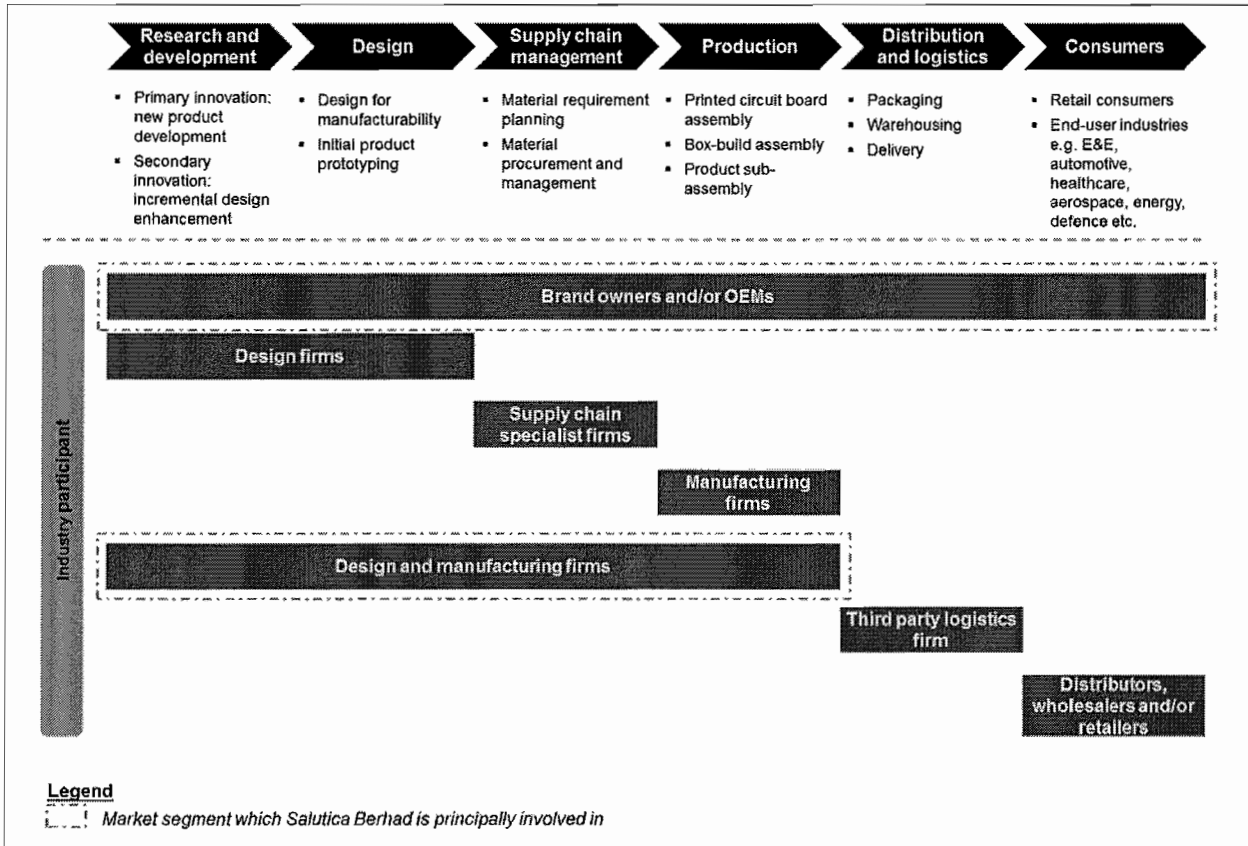 Research and
development
Design
Supply chain
management
Production
Distribution
and logistics
Consumers
▪ Primary innovation:
new product
development
▪ Secondary
innovation:
incremental design
enhancement
▪ Design for
manufacturability
▪ Initial product
prototyping
▪ Material requirement
planning
▪ Material
procurement and
management
▪ Printed circuit board
assembly
▪ Box-build assembly
▪ Product sub-
assembly
▪ Packaging
▪ Warehousing
▪ Delivery
▪ Retail consumers
▪ End-user industries
e.g. E&E,
automotive,
healthcare,
aerospace, energy,
defence etc.
Industry participant
Brand owners and/or OEMs
Design firms
Supply chain
specialist firms
Manufacturing
firms
Design and manufacturing firms
Third party logistics
firm
Distributors,
wholesalers and/or
retailers
Legend
Market segment which Salutica Berhad is principally involved in